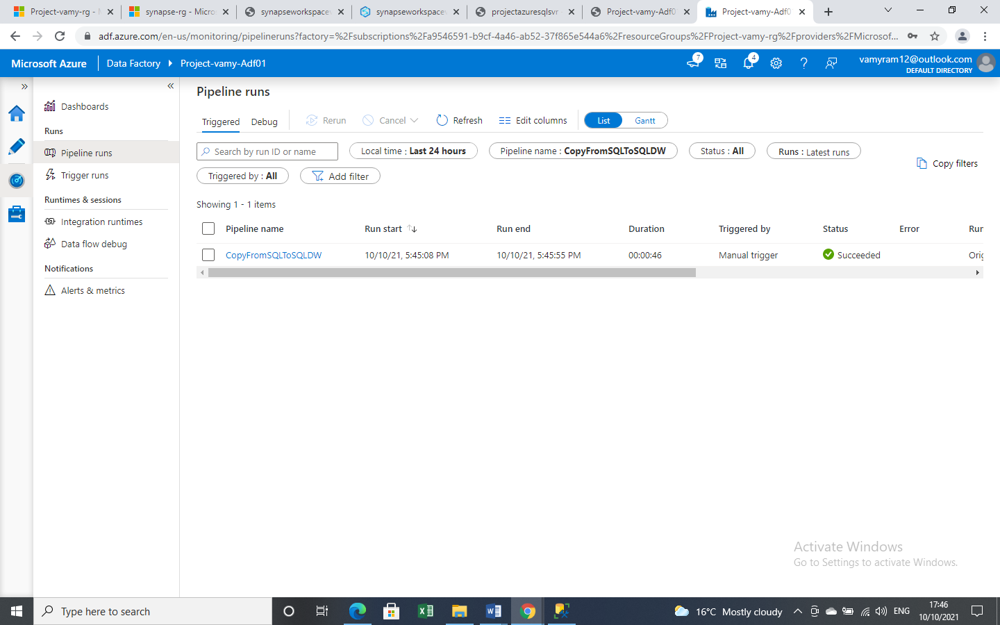 Project-vamy-rg - M
synapse-rg - Micros
synapseworkspacev
synapseworkspacev
projectazuresqlsvr
Project-vamy-Adf0
Project-vamy-Adf0
adf.azure.com/en-us/monitoring/pipelineruns?factory=%2Fsubscriptions%2Fa9546591-b9cf-4a46-ab52-37f865e544a6%2FresourceGroups%2FProject-vamy-rg%2Fproviders%2FMicrosof...
Microsoft Azure
Data Factory
Project-vamy-Adf01
7
4
vamyram12@outlook.com
DEFAULT DIRECTORY
Dashboards
Runs
Pipeline runs
Trigger runs
Runtimes & sessions
Integration runtimes
Data flow debug
Notifications
Alerts & metrics
Pipeline runs
Triggered Debug Rerun Cancel Refresh Edit columns List Gantt
Search by run ID or name
Local time : Last 24 hours
Pipeline name : CopyFromSQLToSQLDW
Status : All
Runs : Latest runs
Triggered by : All
Add filter
Copy filters
Showing 1 - 1 items
Pipeline name Run start Run end Duration Triggered by Status Error Run
CopyFromSQLToSQLDW 10/10/21, 5:45:08 PM 10/10/21, 5:45:55 PM 00:00:46 Manual trigger Succeeded Orig
Activate Windows
Go to Settings to activate Windows.
Type here to search
16°C Mostly cloudy
ENG
17:46
10/10/2021